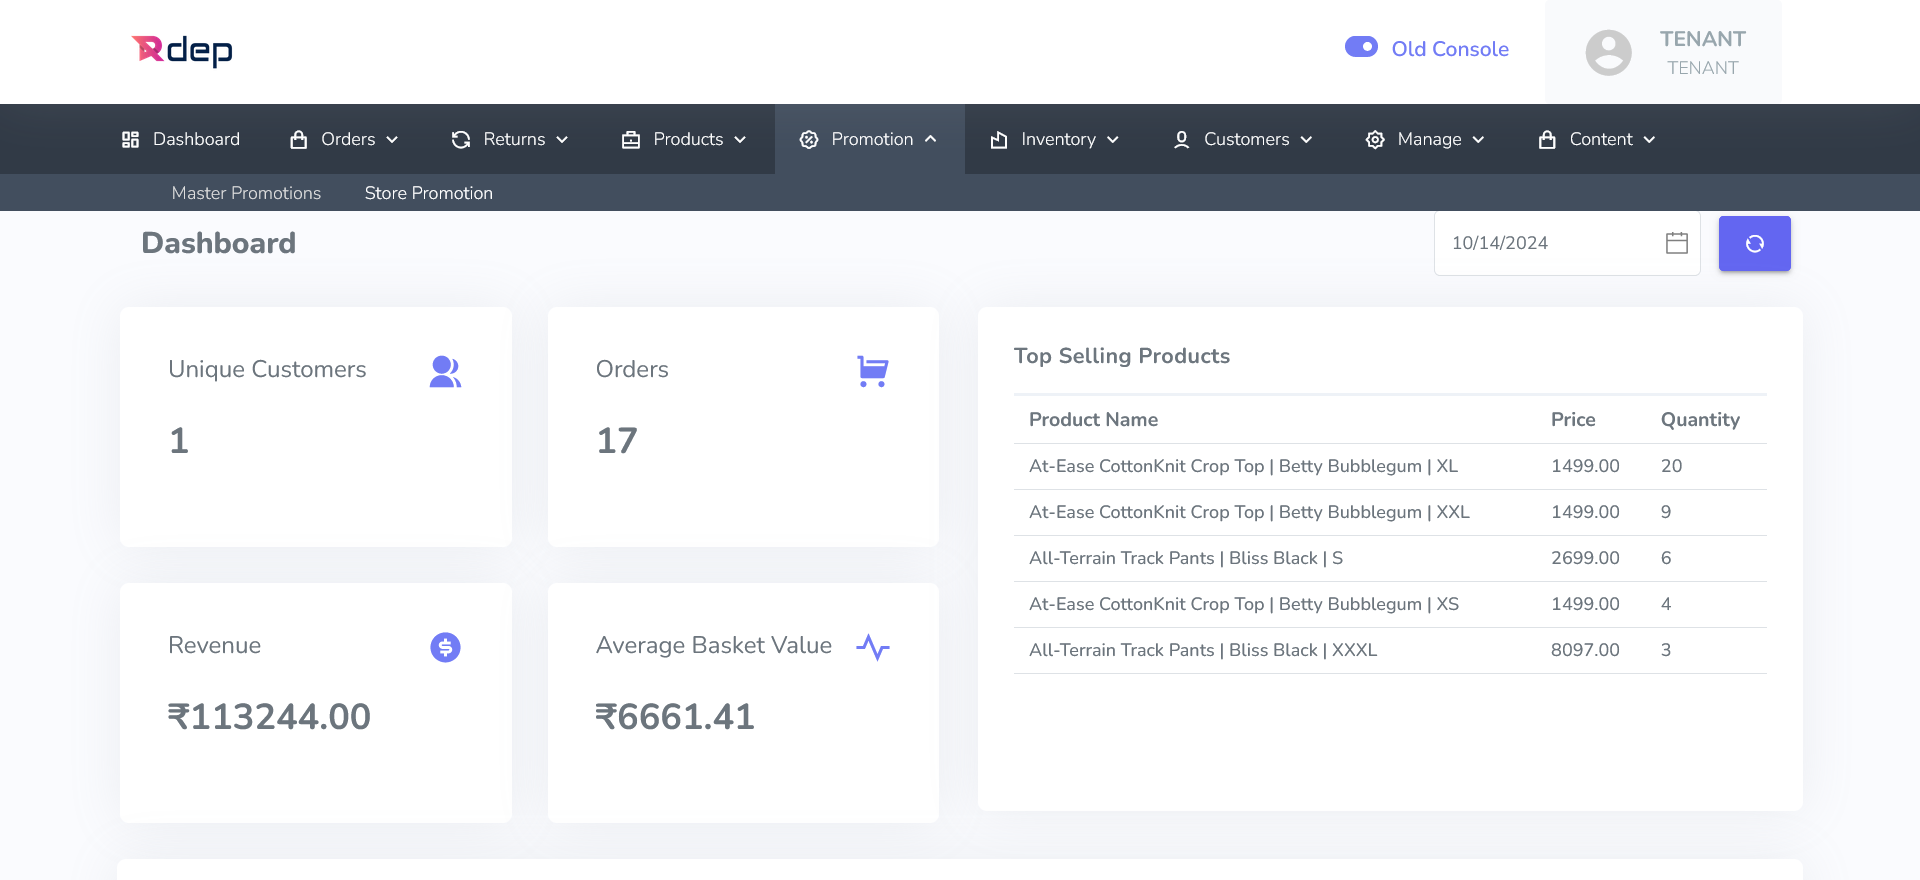 Rdep
Old Console
TENANT
TENANT
Dashboard
Orders
Returns
Products
Promotion
Inventory
Customers
Manage
Content
Master Promotions
Store Promotion
Dashboard
10/14/2024
Unique Customers
1
Orders
17
Revenue
₹113244.00
Average Basket Value
₹6661.41
Top Selling Products
Product Name Price Quantity
At-Ease CottonKnit Crop Top | Betty Bubblegum | XL 1499.00 20
At-Ease CottonKnit Crop Top | Betty Bubblegum | XXL 1499.00 9
All-Terrain Track Pants | Bliss Black | S 2699.00 6
At-Ease CottonKnit Crop Top | Betty Bubblegum | XS 1499.00 4
All-Terrain Track Pants | Bliss Black | XXXL 8097.00 3